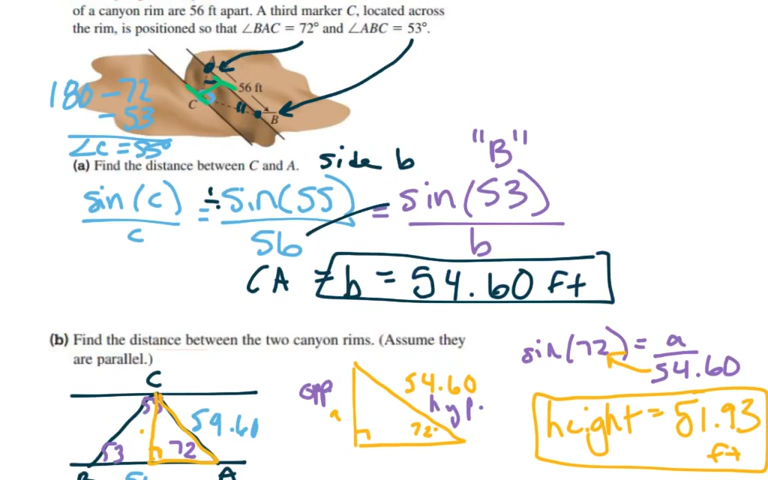 of a canyon rim are 56 ft apart. A third marker C, located across
the rim, is positioned so that ∠BAC = 72° and ∠ABC = 53°.
56 ft
C
B
180 - 72
- 53
∠C = 55°
(a) Find the distance between C and A. side b
"B"
sin(c) / c = sin(55) / 56 = sin(53) / b
CA = b = 54.60 ft
(b) Find the distance between the two canyon rims. (Assume they
are parallel.)
C
55
59.60
53
72
A
opp
a
54.60
hyp.
72°
sin(72) = a / 54.60
height = 51.93
ft